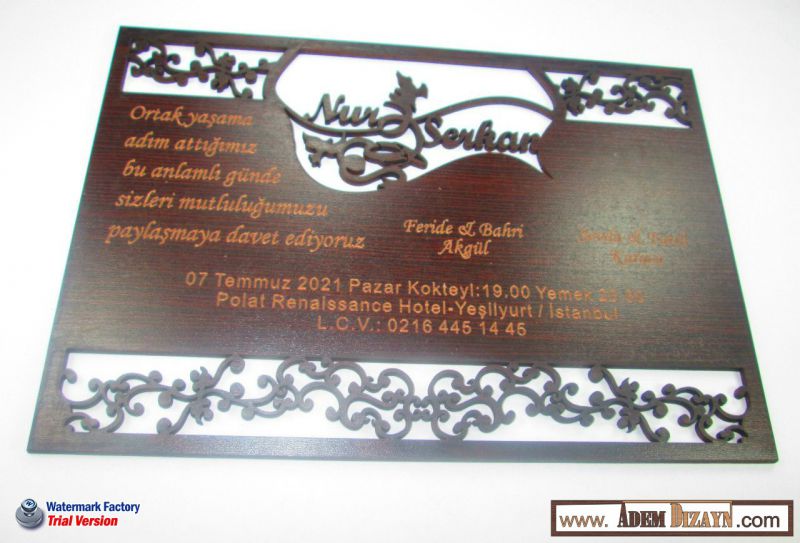 Nur
Serkan
Ortak yaşama
adım attığımız
bu anlamlı günde
sizleri mutluluğumuzu
paylaşmaya davet ediyoruz
Feride & Bahri
Akgül
07 Temmuz 2021 Pazar Kokteyl:19.00 Yemek
Polat Renaissance Hotel-Yeşilyurt / İstanbul
L.C.V.: 0216 445 14 45
Watermark Factory
Trial Version
www. ADEM DIZAYN.com